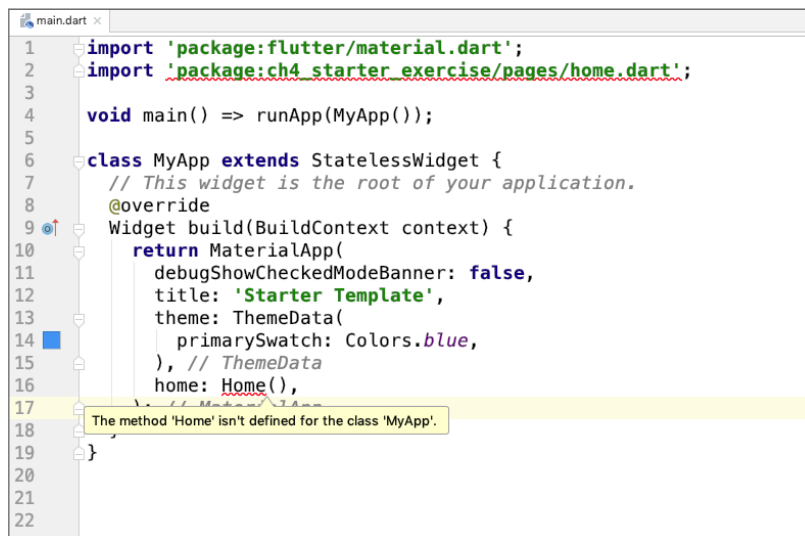 main.dart ×
1 import 'package:flutter/material.dart';
2 import 'package:ch4_starter_exercise/pages/home.dart';
3
4 void main() => runApp(MyApp());
5
6 class MyApp extends StatelessWidget {
7 // This widget is the root of your application.
8 @override
9 Widget build(BuildContext context) {
10 return MaterialApp(
11 debugShowCheckedModeBanner: false,
12 title: 'Starter Template',
13 theme: ThemeData(
14 primarySwatch: Colors.blue,
15 ), // ThemeData
16 home: Home(),
17 ); // MaterialApp
The method 'Home' isn't defined for the class 'MyApp'.
18 }
19 }
20
21
22